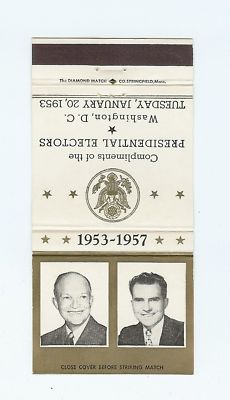 The DIAMOND MATCH CO. SPRINGFIELD, Mass.
Compliments of the
PRESIDENTIAL ELECTORS
★
Washington, D. C.
TUESDAY, JANUARY 20, 1953
★ ★ 1953-1957 ★ ★
CLOSE COVER BEFORE STRIKING MATCH